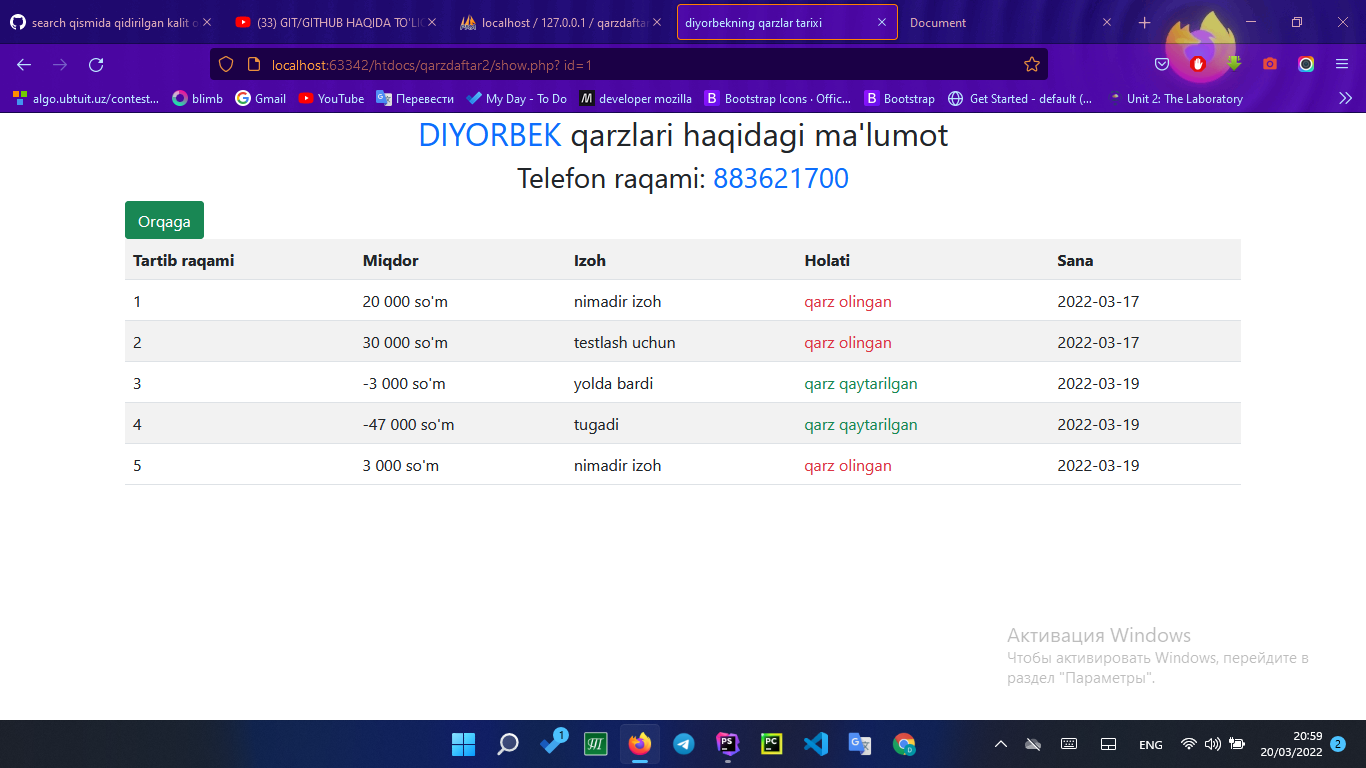 search qismida qidirilgan kalit o
(33) GIT/GITHUB HAQIDA TO'LIC
localhost / 127.0.0.1 / qarzdafta
diyorbekning qarzlar tarixi
Document
localhost:63342/htdocs/qarzdaftar2/show.php? id=1
algo.ubtuit.uz/contest...
blimb
Gmail
YouTube
Перевести
My Day - To Do
M developer mozilla
B Bootstrap Icons · Offic...
B Bootstrap
Get Started - default (...
Unit 2: The Laboratory
DIYORBEK qarzlari haqidagi ma'lumot
Telefon raqami: 883621700
Orqaga
Tartib raqami Miqdor Izoh Holati Sana
1 20 000 so'm nimadir izoh qarz olingan 2022-03-17
2 30 000 so'm testlash uchun qarz olingan 2022-03-17
3 -3 000 so'm yolda bardi qarz qaytarilgan 2022-03-19
4 -47 000 so'm tugadi qarz qaytarilgan 2022-03-19
5 3 000 so'm nimadir izoh qarz olingan 2022-03-19
Активация Windows
Чтобы активировать Windows, перейдите в
раздел "Параметры".
1
PS
PC
ENG
20:59
20/03/2022
2